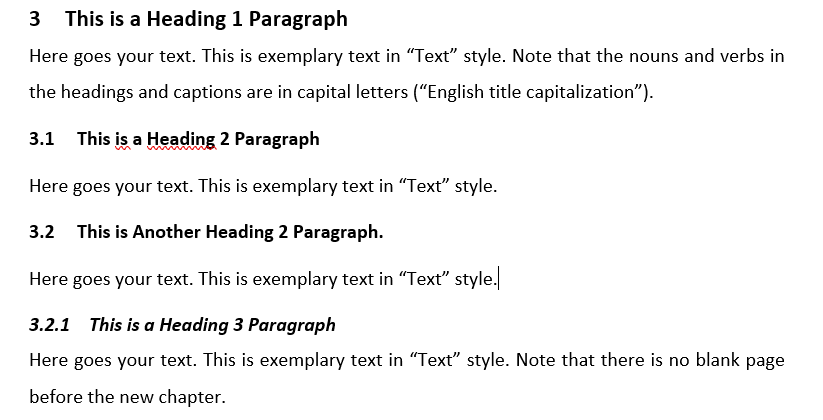 3 This is a Heading 1 Paragraph
Here goes your text. This is exemplary text in “Text” style. Note that the nouns and verbs in
the headings and captions are in capital letters (“English title capitalization”).
3.1 This is a Heading 2 Paragraph
Here goes your text. This is exemplary text in “Text” style.
3.2 This is Another Heading 2 Paragraph.
Here goes your text. This is exemplary text in “Text” style.
3.2.1 This is a Heading 3 Paragraph
Here goes your text. This is exemplary text in “Text” style. Note that there is no blank page
before the new chapter.